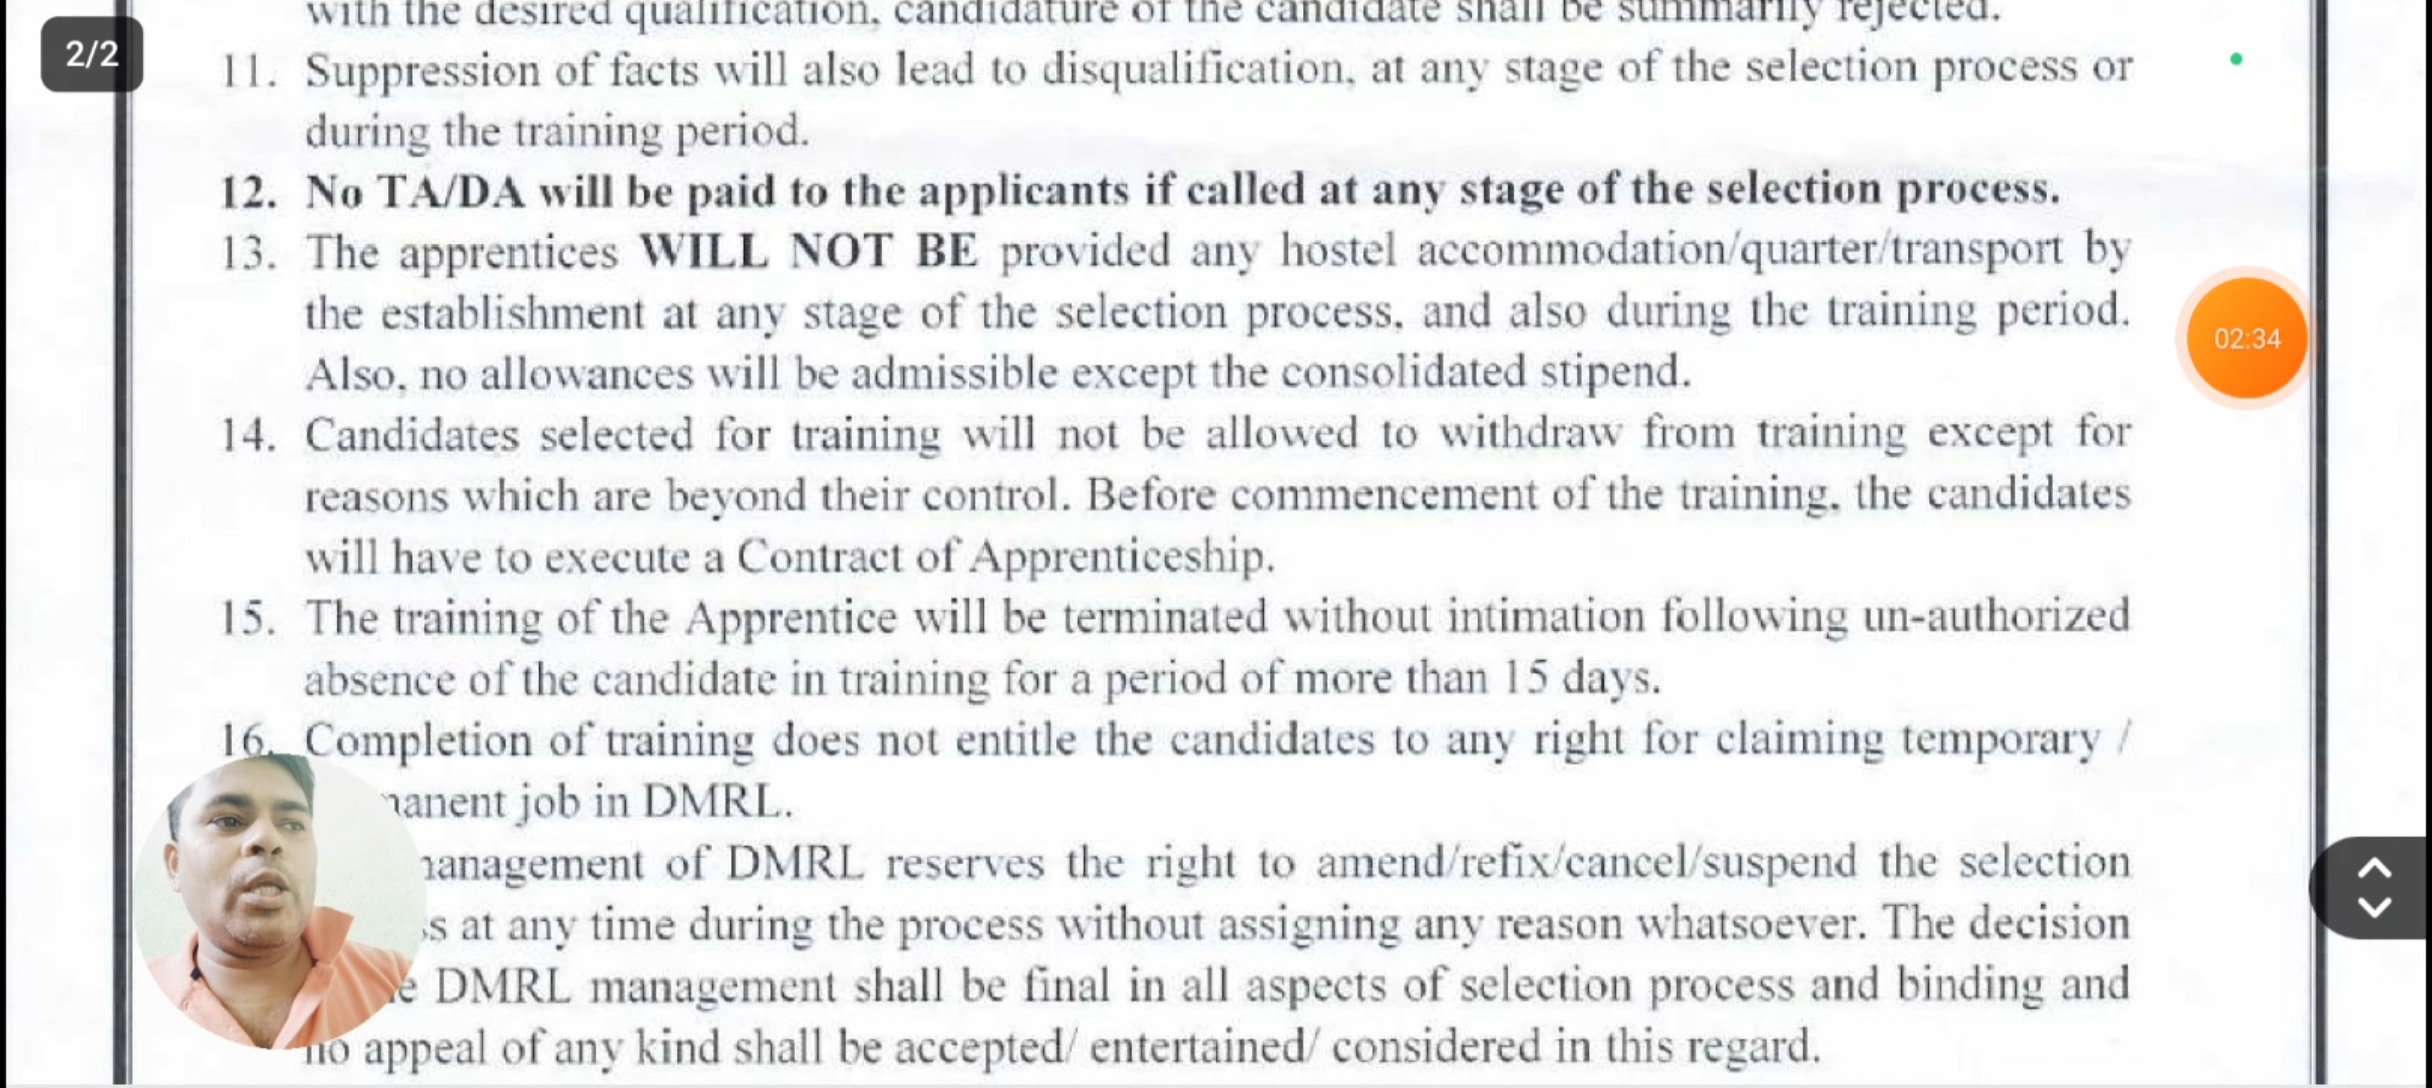 with the desired qualification, candidature of the candidate shall be summarily rejected.
2/2
11. Suppression of facts will also lead to disqualification, at any stage of the selection process or
during the training period.
12. No TA/DA will be paid to the applicants if called at any stage of the selection process.
13. The apprentices WILL NOT BE provided any hostel accommodation/quarter/transport by
the establishment at any stage of the selection process, and also during the training period.
02:34
Also, no allowances will be admissible except the consolidated stipend.
14. Candidates selected for training will not be allowed to withdraw from training except for
reasons which are beyond their control. Before commencement of the training, the candidates
will have to execute a Contract of Apprenticeship.
15. The training of the Apprentice will be terminated without intimation following un-authorized
absence of the candidate in training for a period of more than 15 days.
16. Completion of training does not entitle the candidates to any right for claiming temporary /
job in DMRL.
of DMRL reserves the right to amend/refix/cancel/suspend the selection
at any time during the process without assigning any reason whatsoever. The decision
DMRL management shall be final in all aspects of selection process and binding and
no appeal of any kind shall be accepted/ entertained/ considered in this regard.